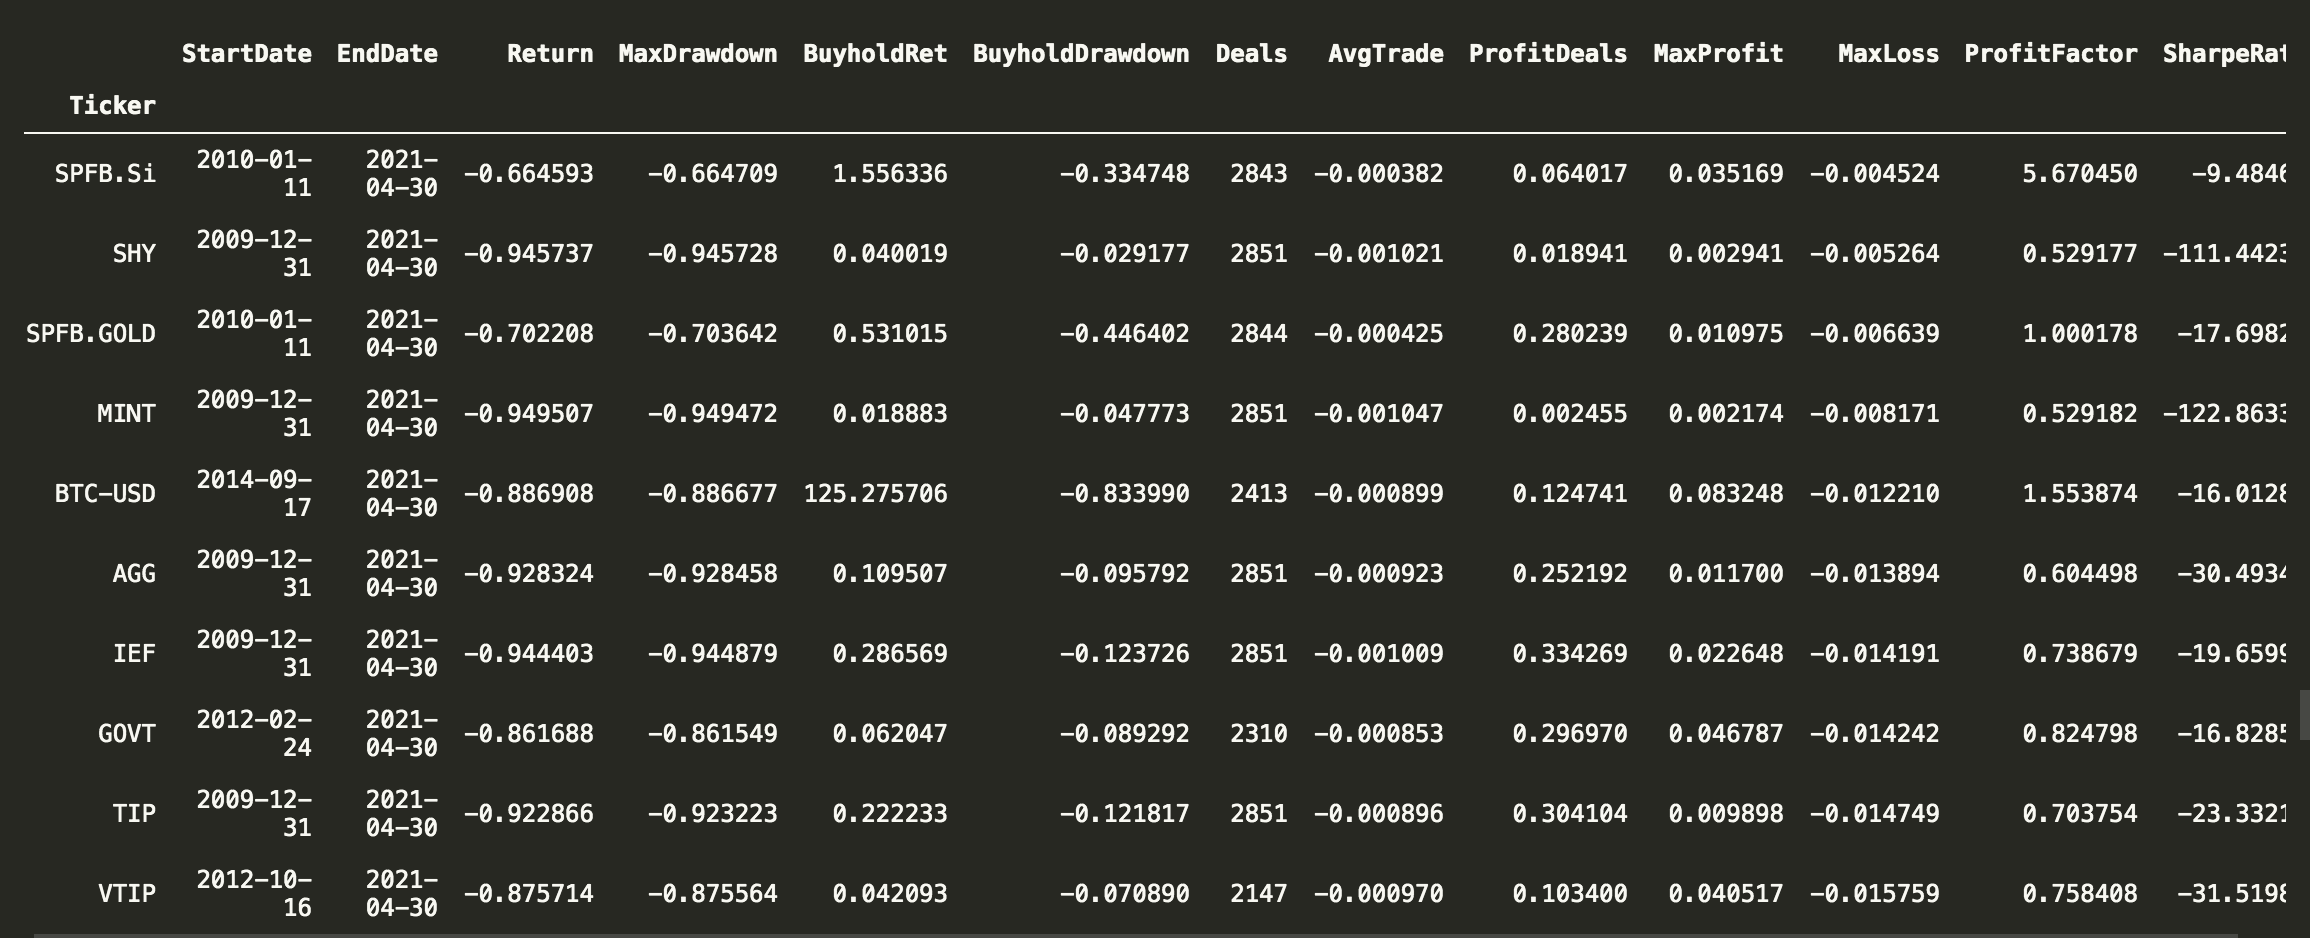 StartDate EndDate Return MaxDrawdown BuyholdRet BuyholdDrawdown Deals AvgTrade ProfitDeals MaxProfit MaxLoss ProfitFactor SharpeRat
Ticker
SPFB.Si 2010-01-11 2021-04-30 -0.664593 -0.664709 1.556336 -0.334748 2843 -0.000382 0.064017 0.035169 -0.004524 5.670450 -9.4846
SHY 2009-12-31 2021-04-30 -0.945737 -0.945728 0.040019 -0.029177 2851 -0.001021 0.018941 0.002941 -0.005264 0.529177 -111.4423
SPFB.GOLD 2010-01-11 2021-04-30 -0.702208 -0.703642 0.531015 -0.446402 2844 -0.000425 0.280239 0.010975 -0.006639 1.000178 -17.6982
MINT 2009-12-31 2021-04-30 -0.949507 -0.949472 0.018883 -0.047773 2851 -0.001047 0.002455 0.002174 -0.008171 0.529182 -122.8633
BTC-USD 2014-09-17 2021-04-30 -0.886908 -0.886677 125.275706 -0.833990 2413 -0.000899 0.124741 0.083248 -0.012210 1.553874 -16.0128
AGG 2009-12-31 2021-04-30 -0.928324 -0.928458 0.109507 -0.095792 2851 -0.000923 0.252192 0.011700 -0.013894 0.604498 -30.4934
IEF 2009-12-31 2021-04-30 -0.944403 -0.944879 0.286569 -0.123726 2851 -0.001009 0.334269 0.022648 -0.014191 0.738679 -19.6599
GOVT 2012-02-24 2021-04-30 -0.861688 -0.861549 0.062047 -0.089292 2310 -0.000853 0.296970 0.046787 -0.014242 0.824798 -16.8285
TIP 2009-12-31 2021-04-30 -0.922866 -0.923223 0.222233 -0.121817 2851 -0.000896 0.304104 0.009898 -0.014749 0.703754 -23.3321
VTIP 2012-10-16 2021-04-30 -0.875714 -0.875564 0.042093 -0.070890 2147 -0.000970 0.103400 0.040517 -0.015759 0.758408 -31.5198